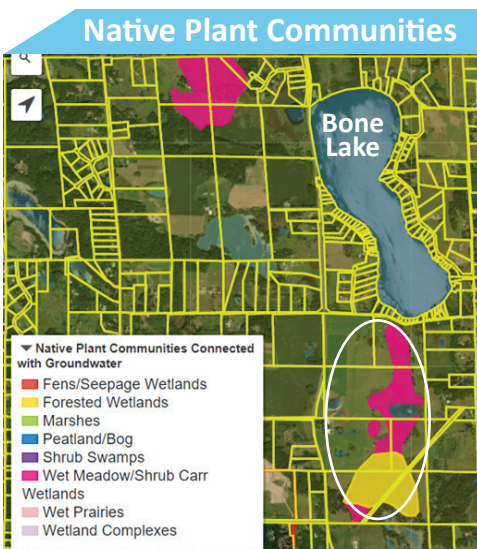 Native Plant Communities
Bone
Lake
Native Plant Communities Connected
with Groundwater
Fens/Seepage Wetlands
Forested Wetlands
Marshes
Peatland/Bog
Shrub Swamps
Wet Meadow/Shrub Carr
Wetlands
Wet Prairies
Wetland Complexes